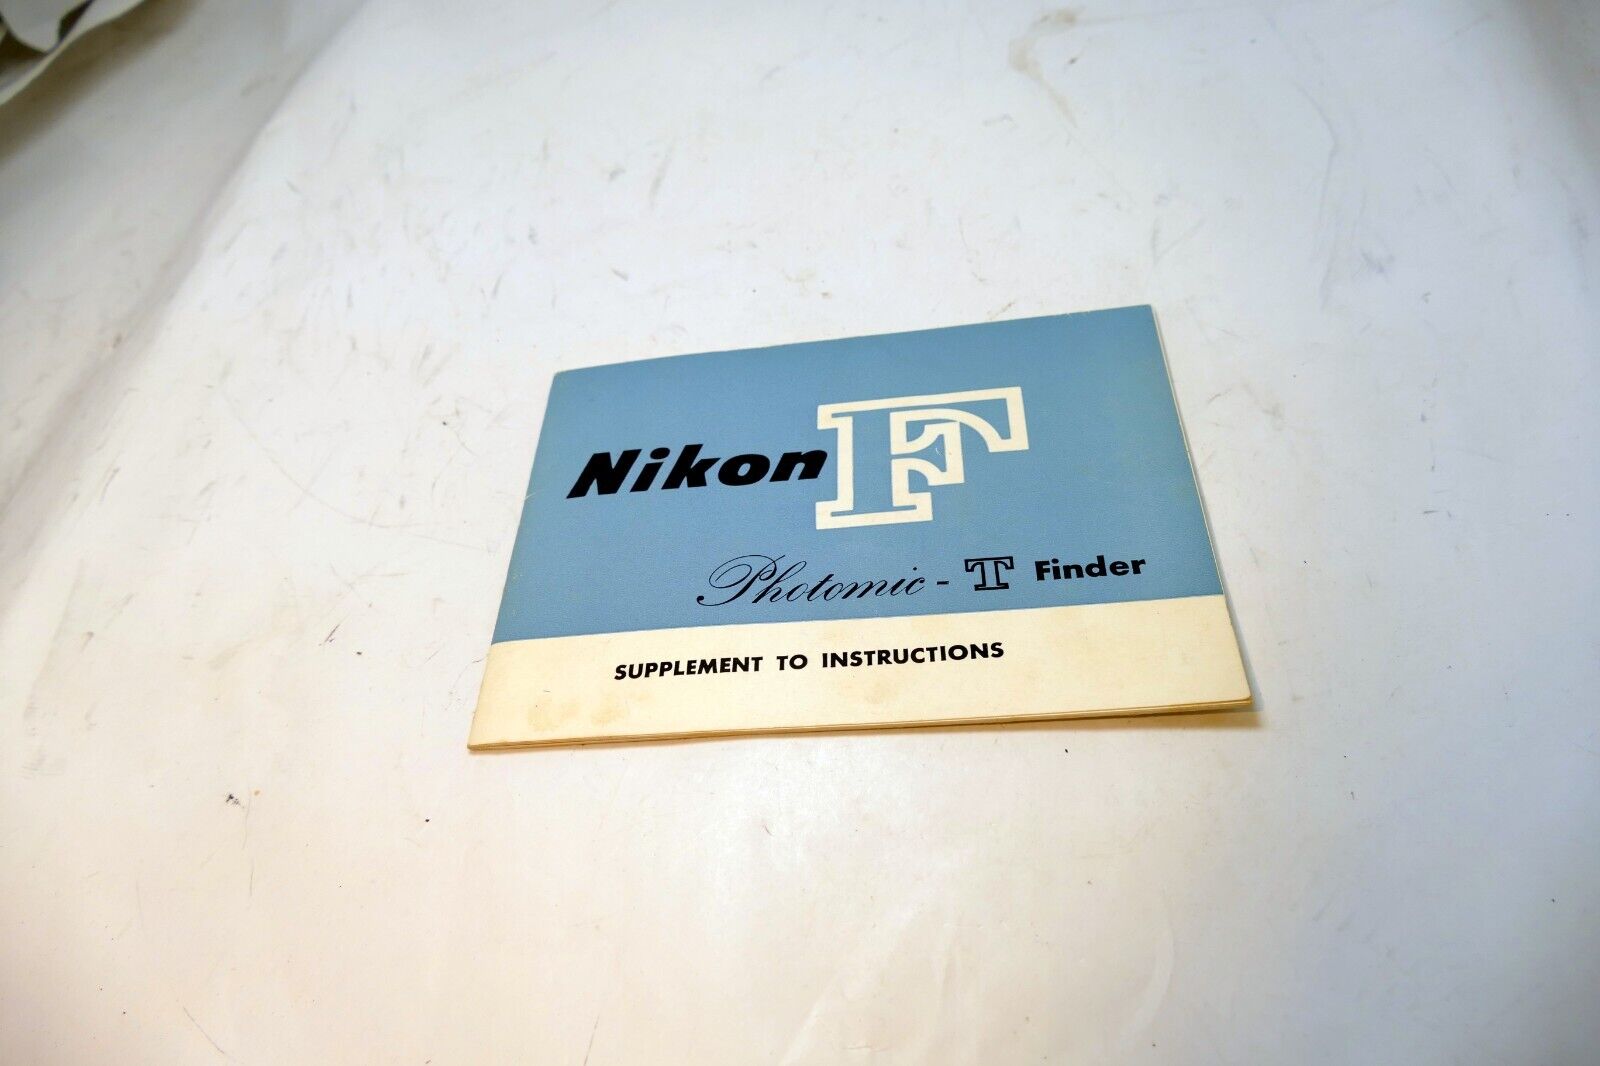 Nikon F
Photomic - T Finder
SUPPLEMENT TO INSTRUCTIONS